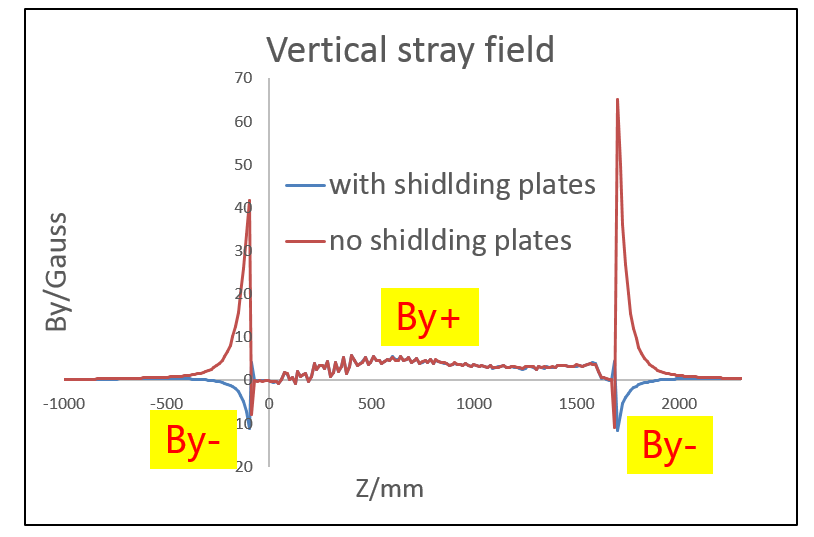 Vertical stray field
70
60
50
40
30
20
10
0
10
20
with shidlding plates
no shidlding plates
By/Gauss
By+
-1000
-500
0
500
1000
1500
2000
By-
By-
Z/mm